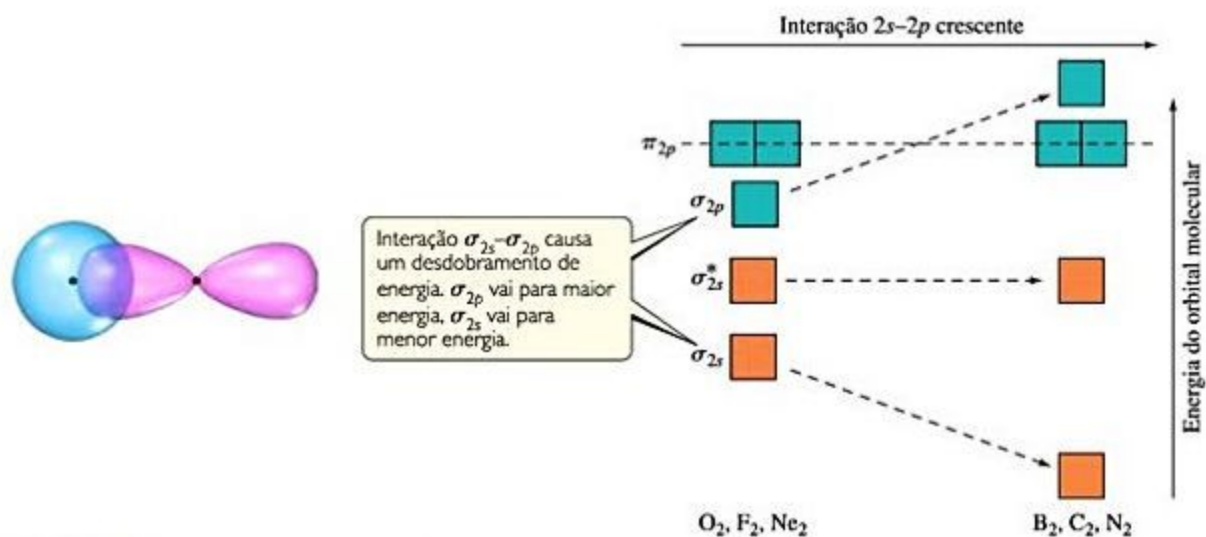 Interação 2s–2p crescente
π2p
σ2p
Interação σ2s–σ2p causa
um desdobramento de
energia. σ2p vai para maior
energia, σ2s vai para
menor energia.
σ*2s
σ2s
Energia do orbital molecular
O2, F2, Ne2
B2, C2, N2